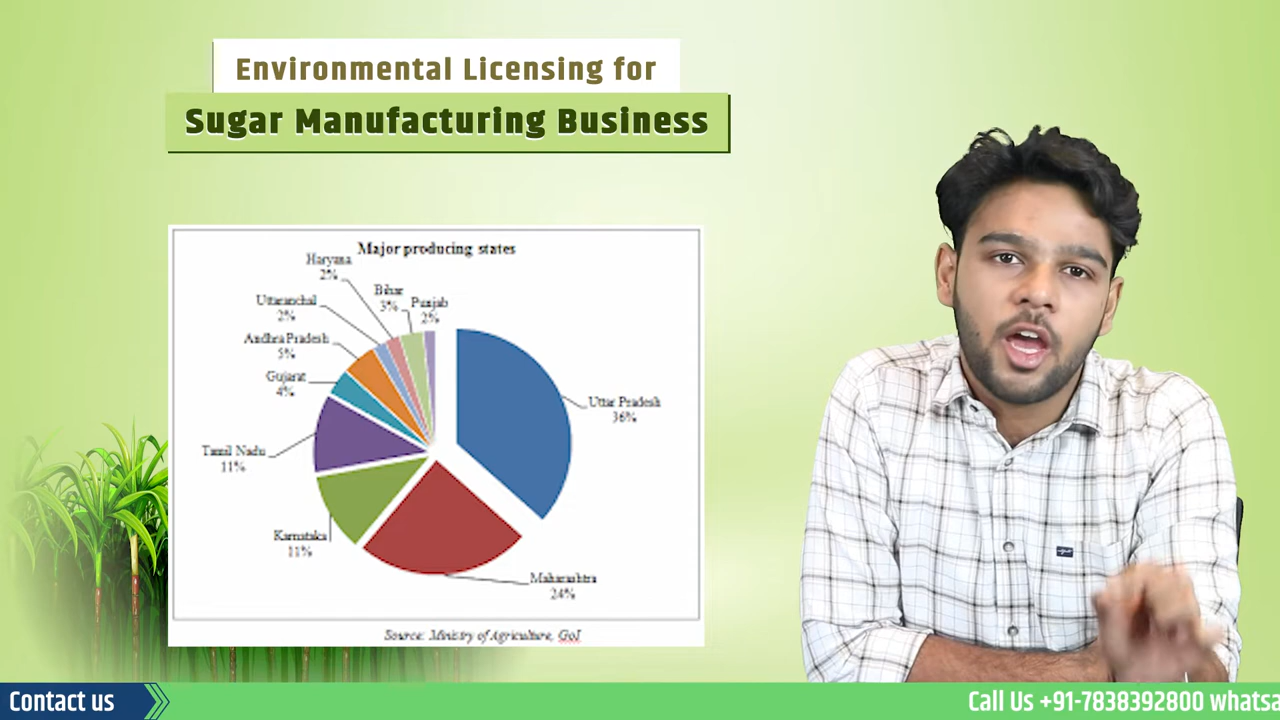 Environmental Licensing for
Sugar Manufacturing Business
Major producing states
Haryana
2%
Bihar
3%
Punjab
2%
Uttaranchal
2%
Andhra Pradesh
5%
Gujarat
4%
Uttar Pradesh
36%
Tamil Nadu
11%
Karnataka
11%
Maharashtra
24%
Source: Ministry of Agriculture, GoI
Contact us
Call Us +91-7838392800 whatsa